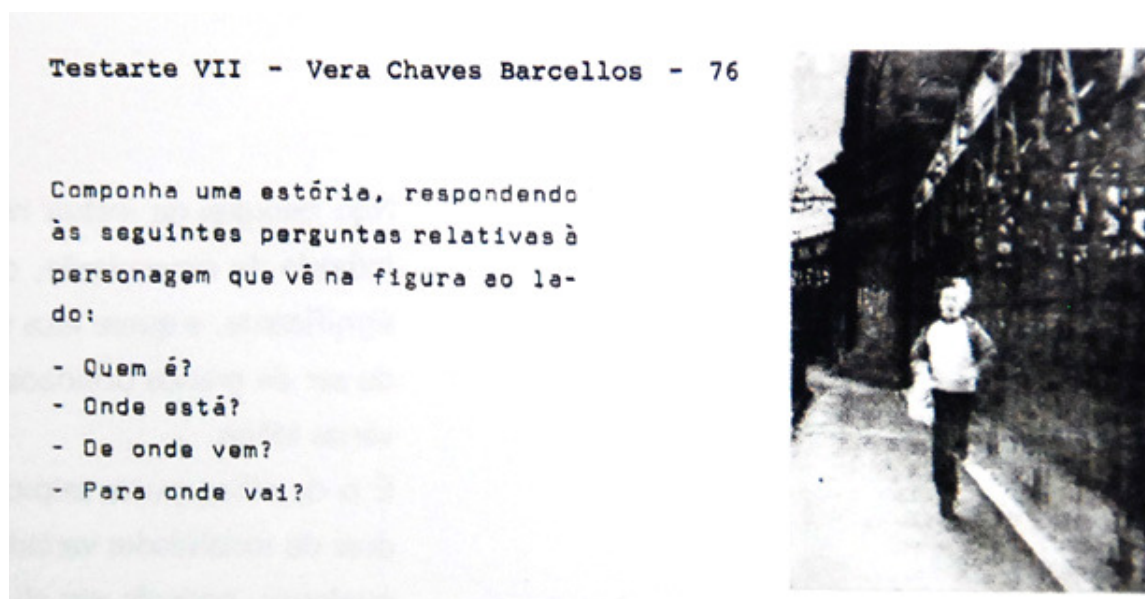 Testarte VII - Vera Chaves Barcellos - 76
Componha uma estória, respondendo
às seguintes perguntas relativas à
personagem que vê na figura ao la-
do:
- Quem é?
- Onde está?
- De onde vem?
- Para onde vai?